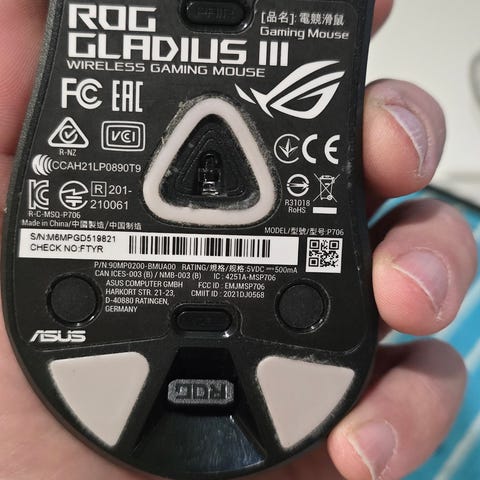 ROG
GLADIUS III
WIRELESS GAMING MOUSE
[品名]: 電競滑鼠
Gaming Mouse
FC EAC
R-NZ
VCI
CCAH21LP0890T9
R 201-
210061
R-C-MSQ-P706
Made in China/中國製造/中国制造
CE
R31018
RoHS
MODEL/型號/型号: P706
S/N:M6MPGD519821
CHECK NO:FTYR
P/N:90MP0200-BMUA00 RATING/規格/规格:5VDC 500mA
CAN ICES-003 (B) / NMB-003 (B) IC : 4251A-MSP706
ASUS COMPUTER GMBH
HARKORT STR. 21-23,
D-40880 RATINGEN,
GERMANY
FCC ID : EMJMSP706
CMIIT ID : 2021DJ0568
ASUS
ROG